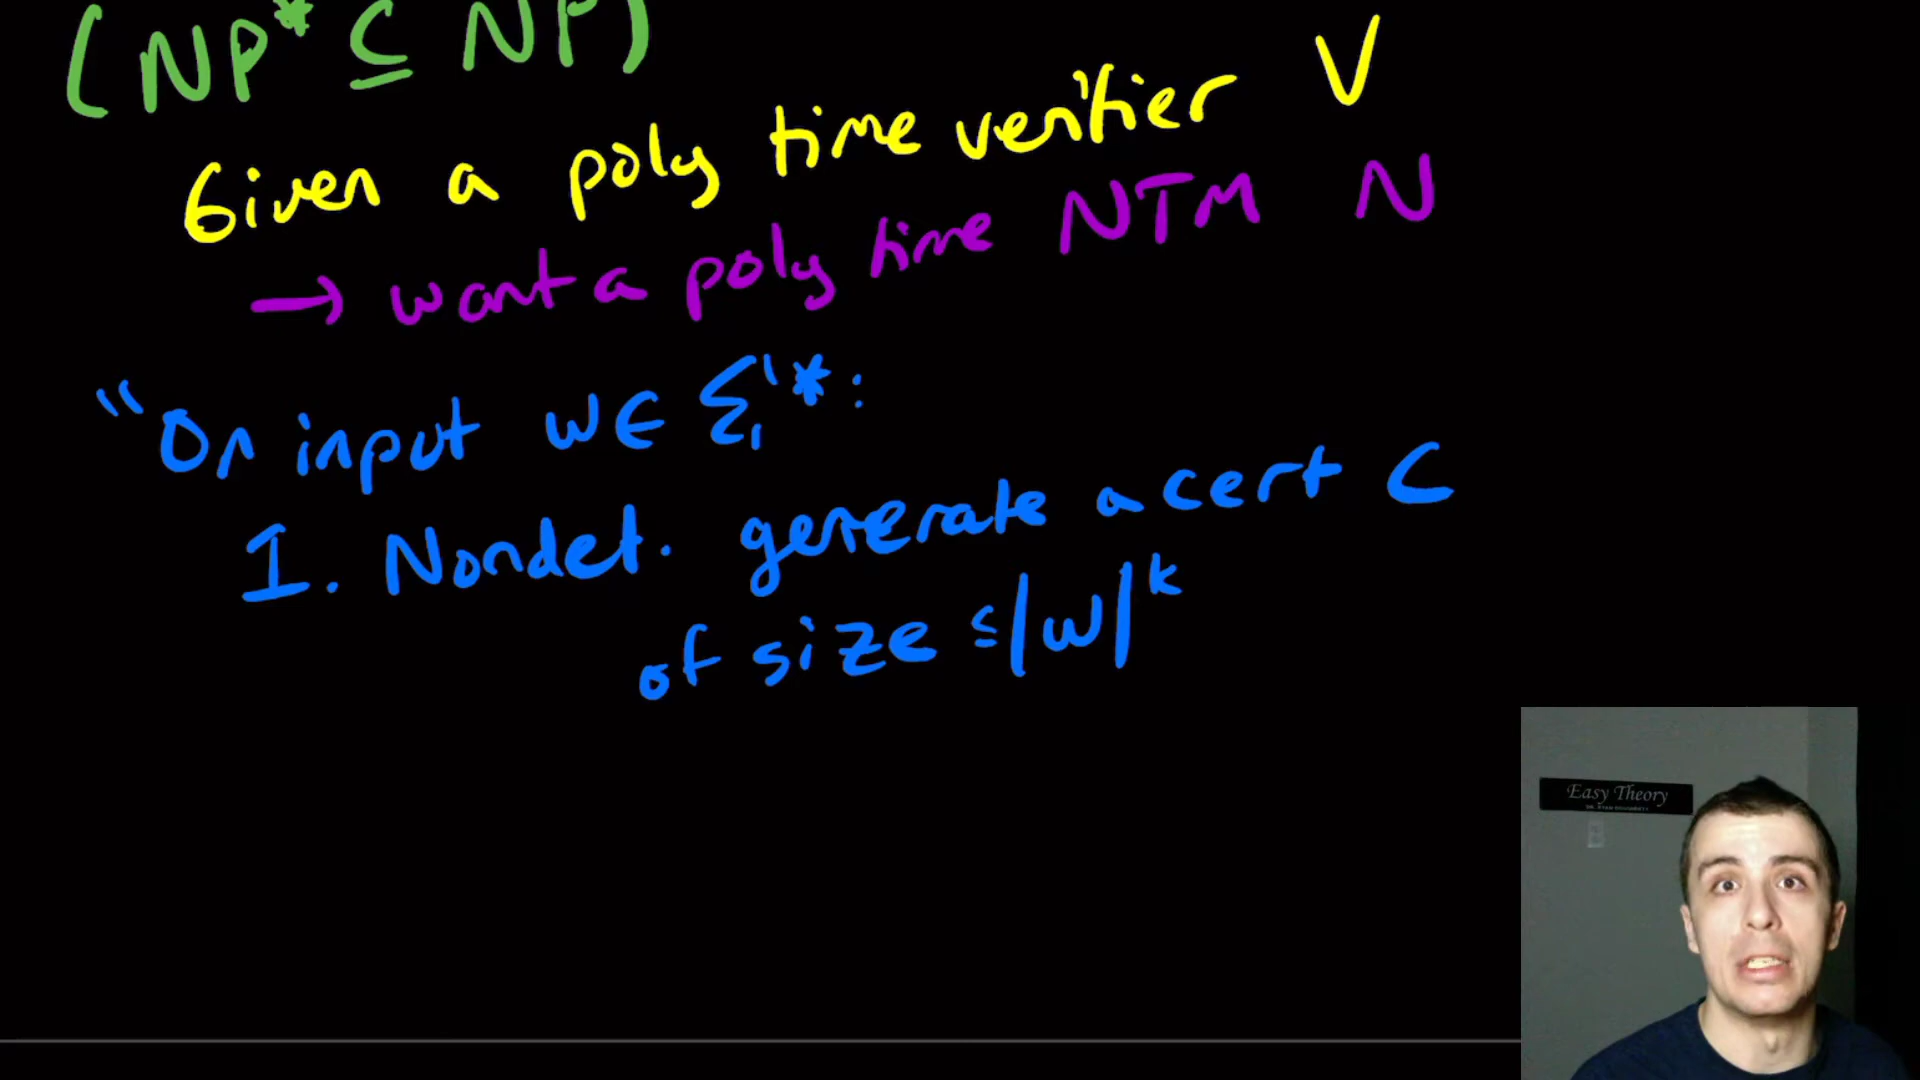 (NP* ⊆ NP)
Given a poly time verifier V
→ want a poly time NTM N
"On input w ∈ Σ*:
1. Nondet. generate a cert C
of size ≤ |w|^k
Easy Theory